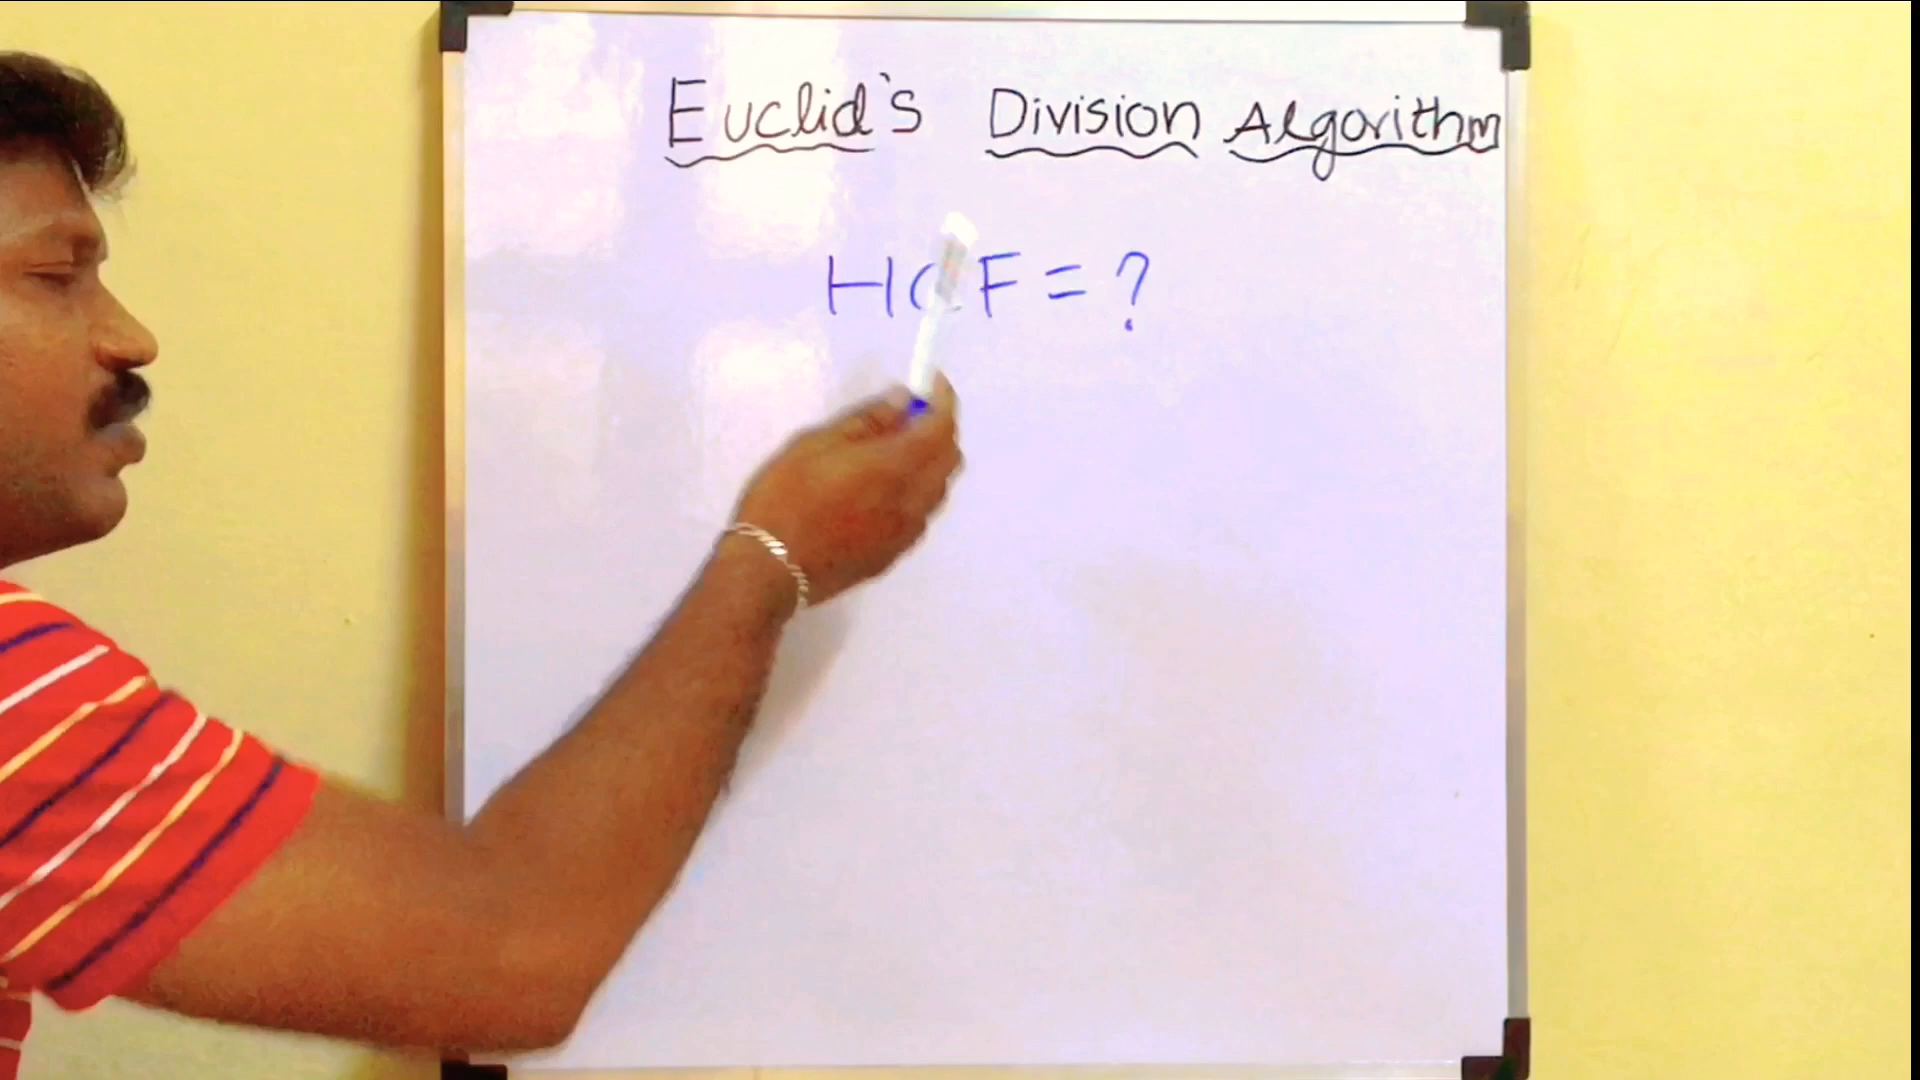 Euclid's Division Algorithm
HCF = ?